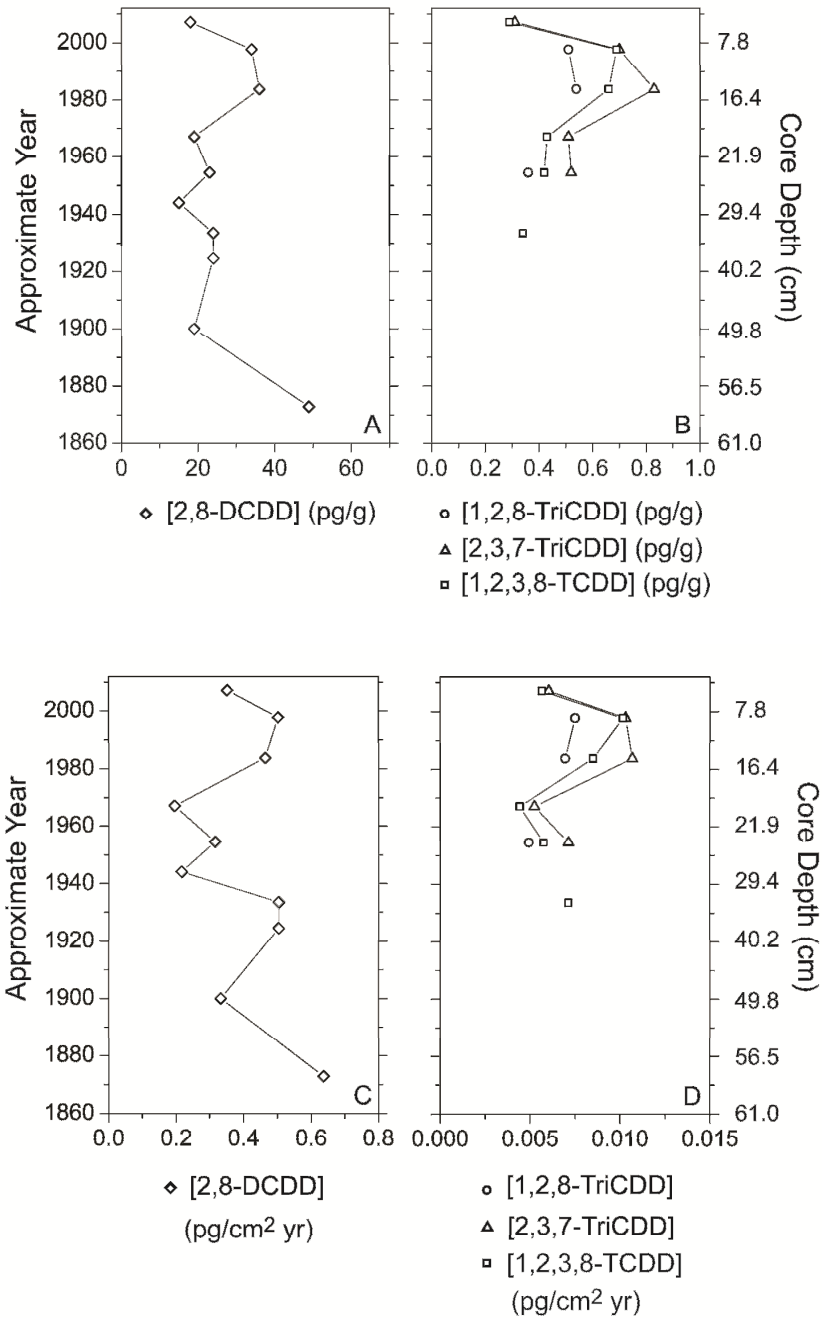 Approximate Year
2000
1980
1960
1940
1920
1900
1880
1860
0
20
40
60
A
◇ [2,8-DCDD] (pg/g)
0.0
0.2
0.4
0.6
0.8
1.0
B
7.8
16.4
21.9
29.4
40.2
49.8
56.5
61.0
Core Depth (cm)
○ [1,2,8-TriCDD] (pg/g)
△ [2,3,7-TriCDD] (pg/g)
□ [1,2,3,8-TCDD] (pg/g)
Approximate Year
2000
1980
1960
1940
1920
1900
1880
1860
0.0
0.2
0.4
0.6
0.8
C
◇ [2,8-DCDD]
(pg/cm² yr)
0.000
0.005
0.010
0.015
D
7.8
16.4
21.9
29.4
40.2
49.8
56.5
61.0
Core Depth (cm)
○ [1,2,8-TriCDD]
△ [2,3,7-TriCDD]
□ [1,2,3,8-TCDD]
(pg/cm² yr)